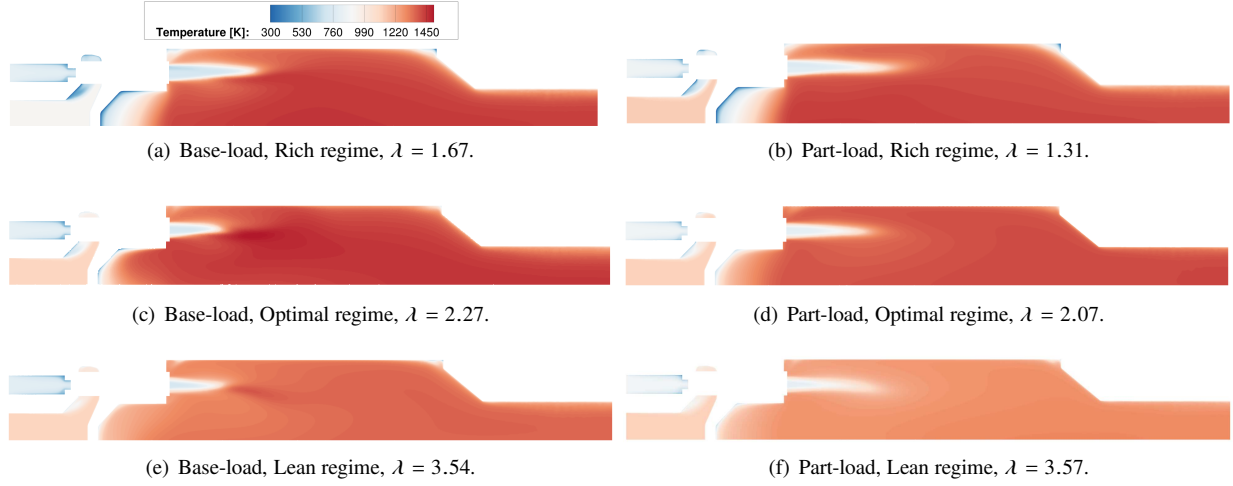 Temperature [K]: 300 530 760 990 1220 1450
(a) Base-load, Rich regime, λ = 1.67.
(b) Part-load, Rich regime, λ = 1.31.
(c) Base-load, Optimal regime, λ = 2.27.
(d) Part-load, Optimal regime, λ = 2.07.
(e) Base-load, Lean regime, λ = 3.54.
(f) Part-load, Lean regime, λ = 3.57.